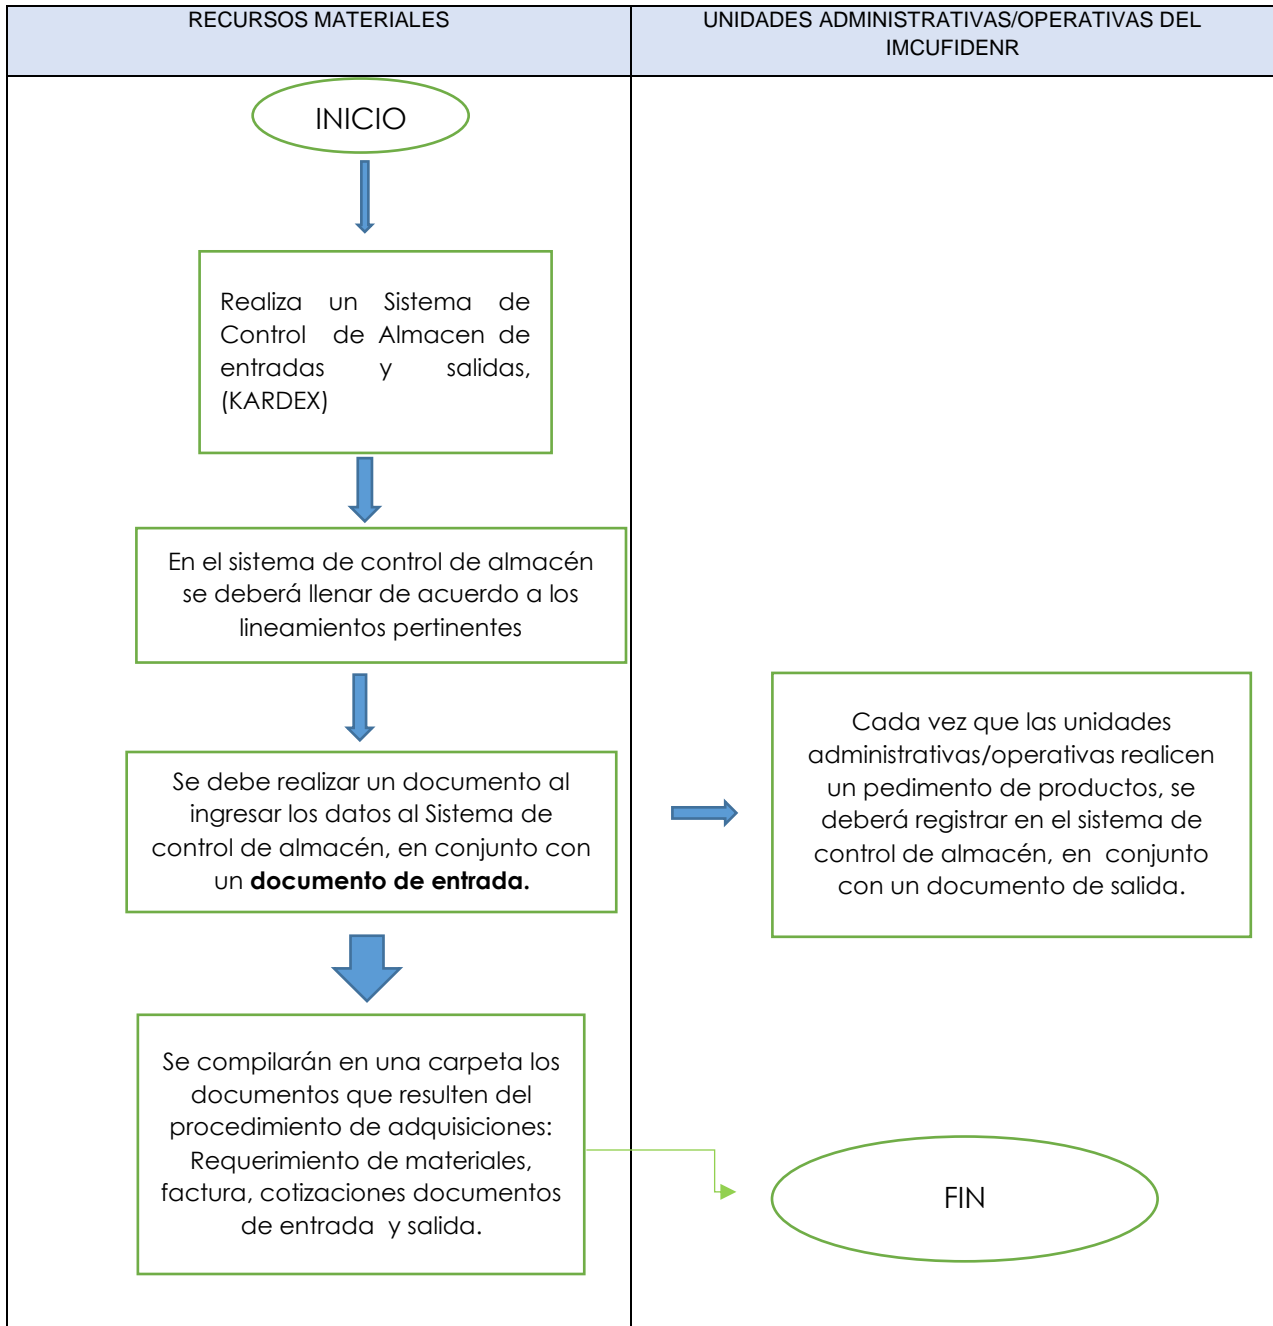 RECURSOS MATERIALES
UNIDADES ADMINISTRATIVAS/OPERATIVAS DEL
IMCUFIDENR
INICIO
Realiza un Sistema de
Control de Almacen de
entradas y salidas,
(KARDEX)
En el sistema de control de almacén
se deberá llenar de acuerdo a los
lineamientos pertinentes
Se debe realizar un documento al
ingresar los datos al Sistema de
control de almacén, en conjunto con
un documento de entrada.
Cada vez que las unidades
administrativas/operativas realicen
un pedimento de productos, se
deberá registrar en el sistema de
control de almacén, en conjunto
con un documento de salida.
Se compilarán en una carpeta los
documentos que resulten del
procedimiento de adquisiciones:
Requerimiento de materiales,
factura, cotizaciones documentos
de entrada y salida.
FIN